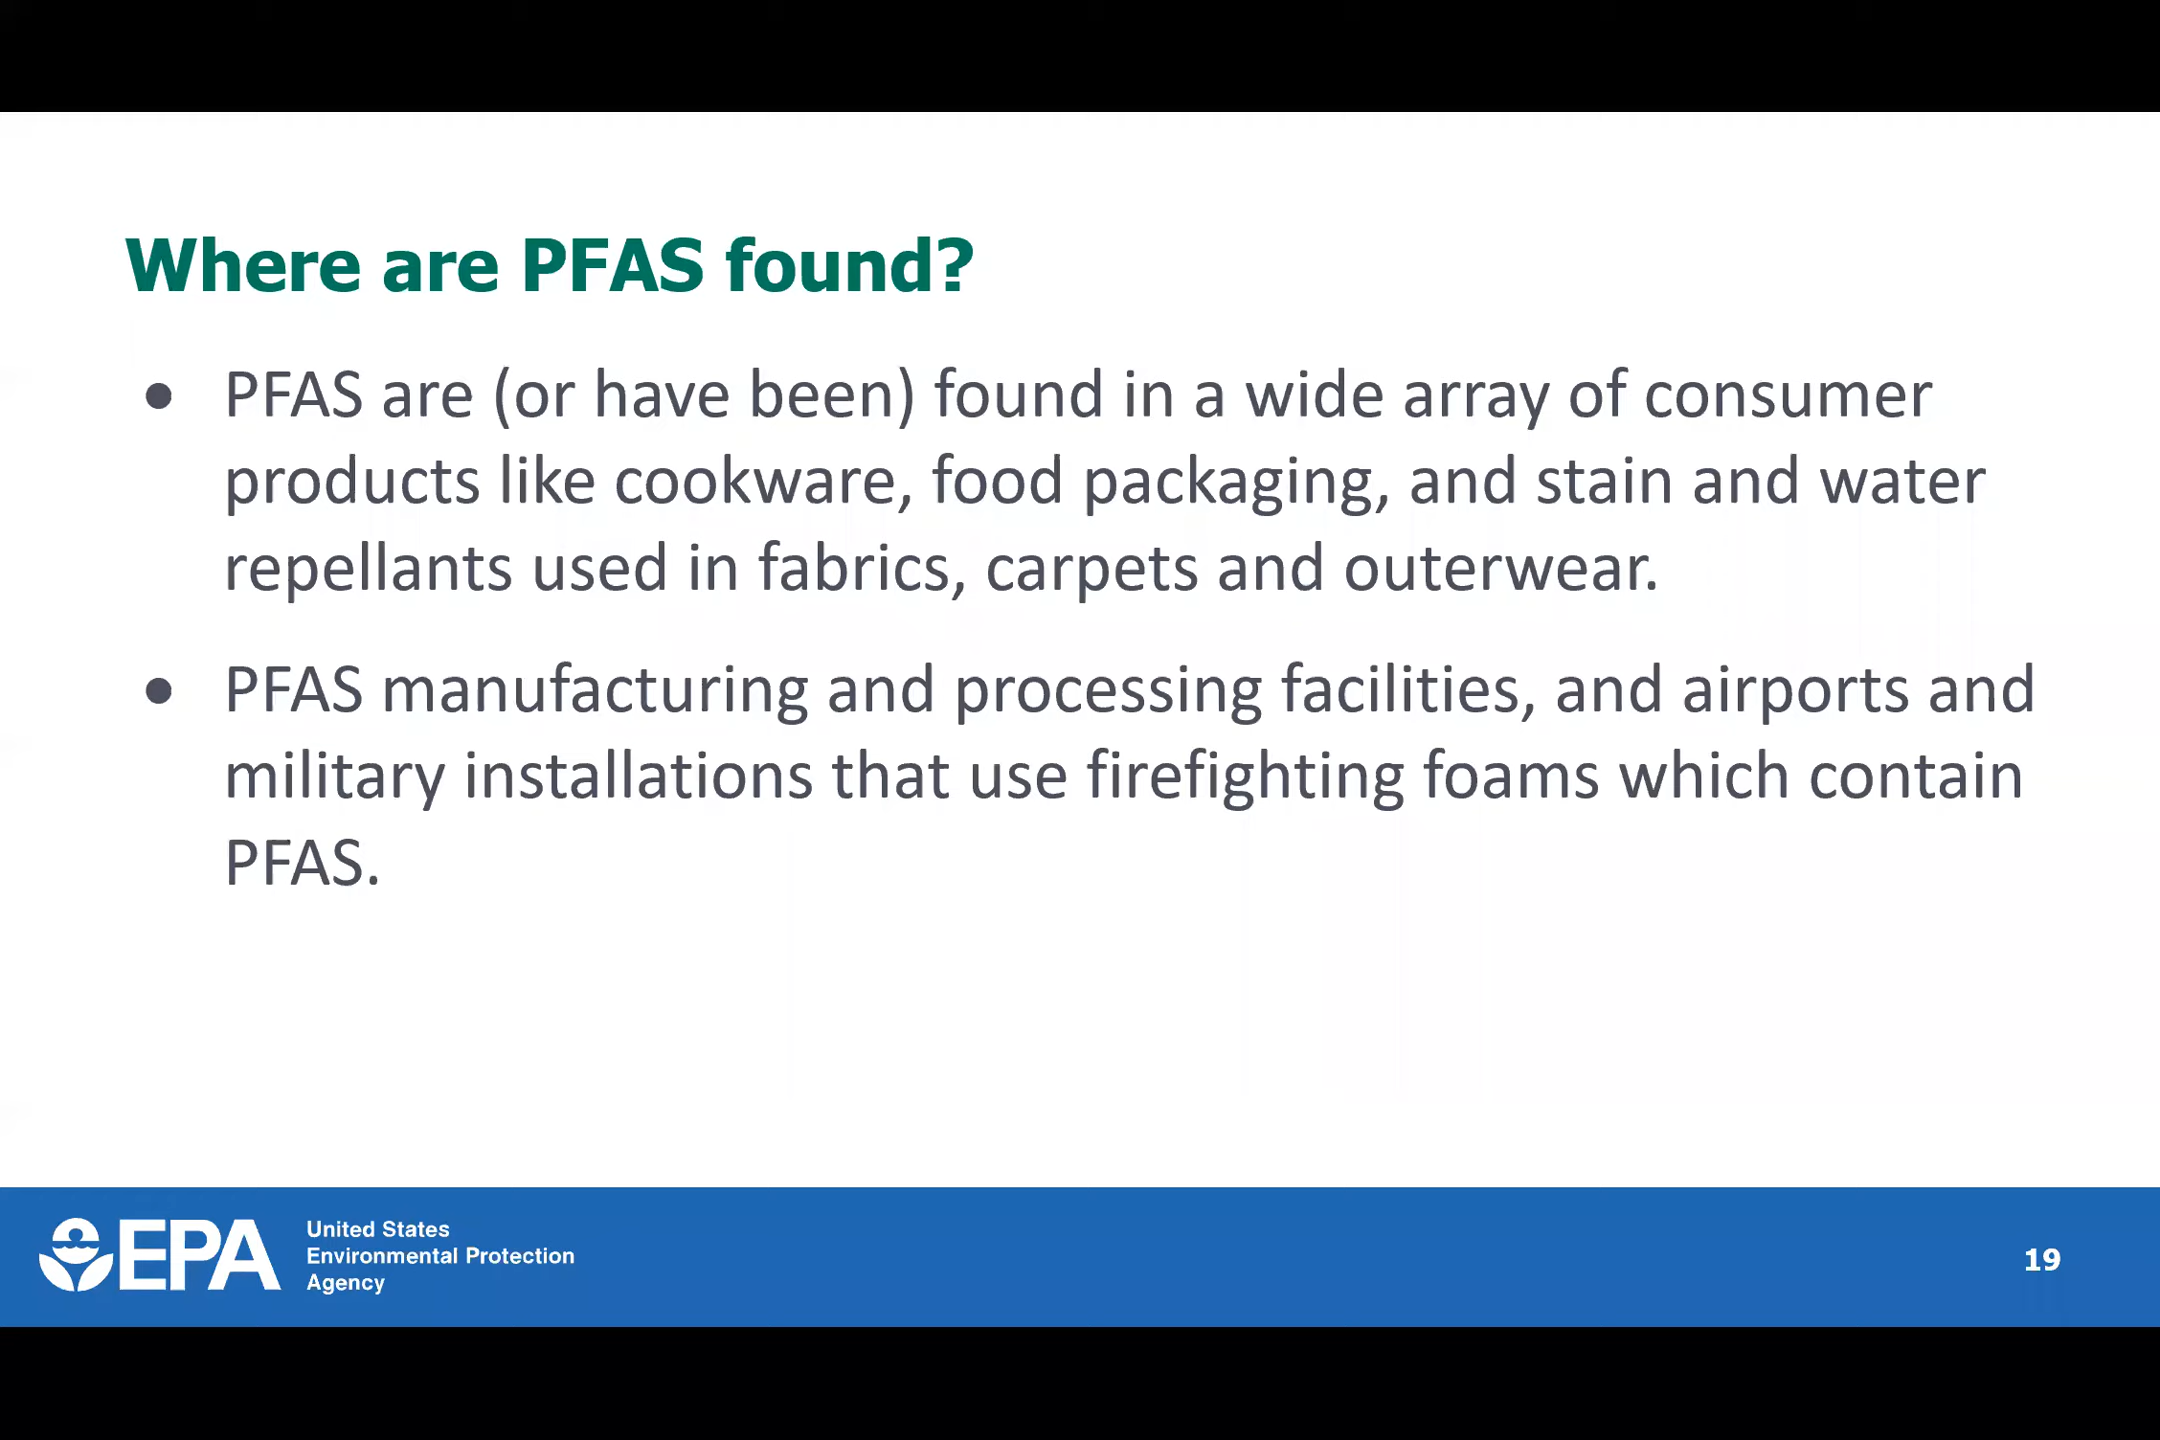 Where are PFAS found?
• PFAS are (or have been) found in a wide array of consumer
products like cookware, food packaging, and stain and water
repellants used in fabrics, carpets and outerwear.
• PFAS manufacturing and processing facilities, and airports and
military installations that use firefighting foams which contain
PFAS.
EPA
United States
Environmental Protection
Agency
19